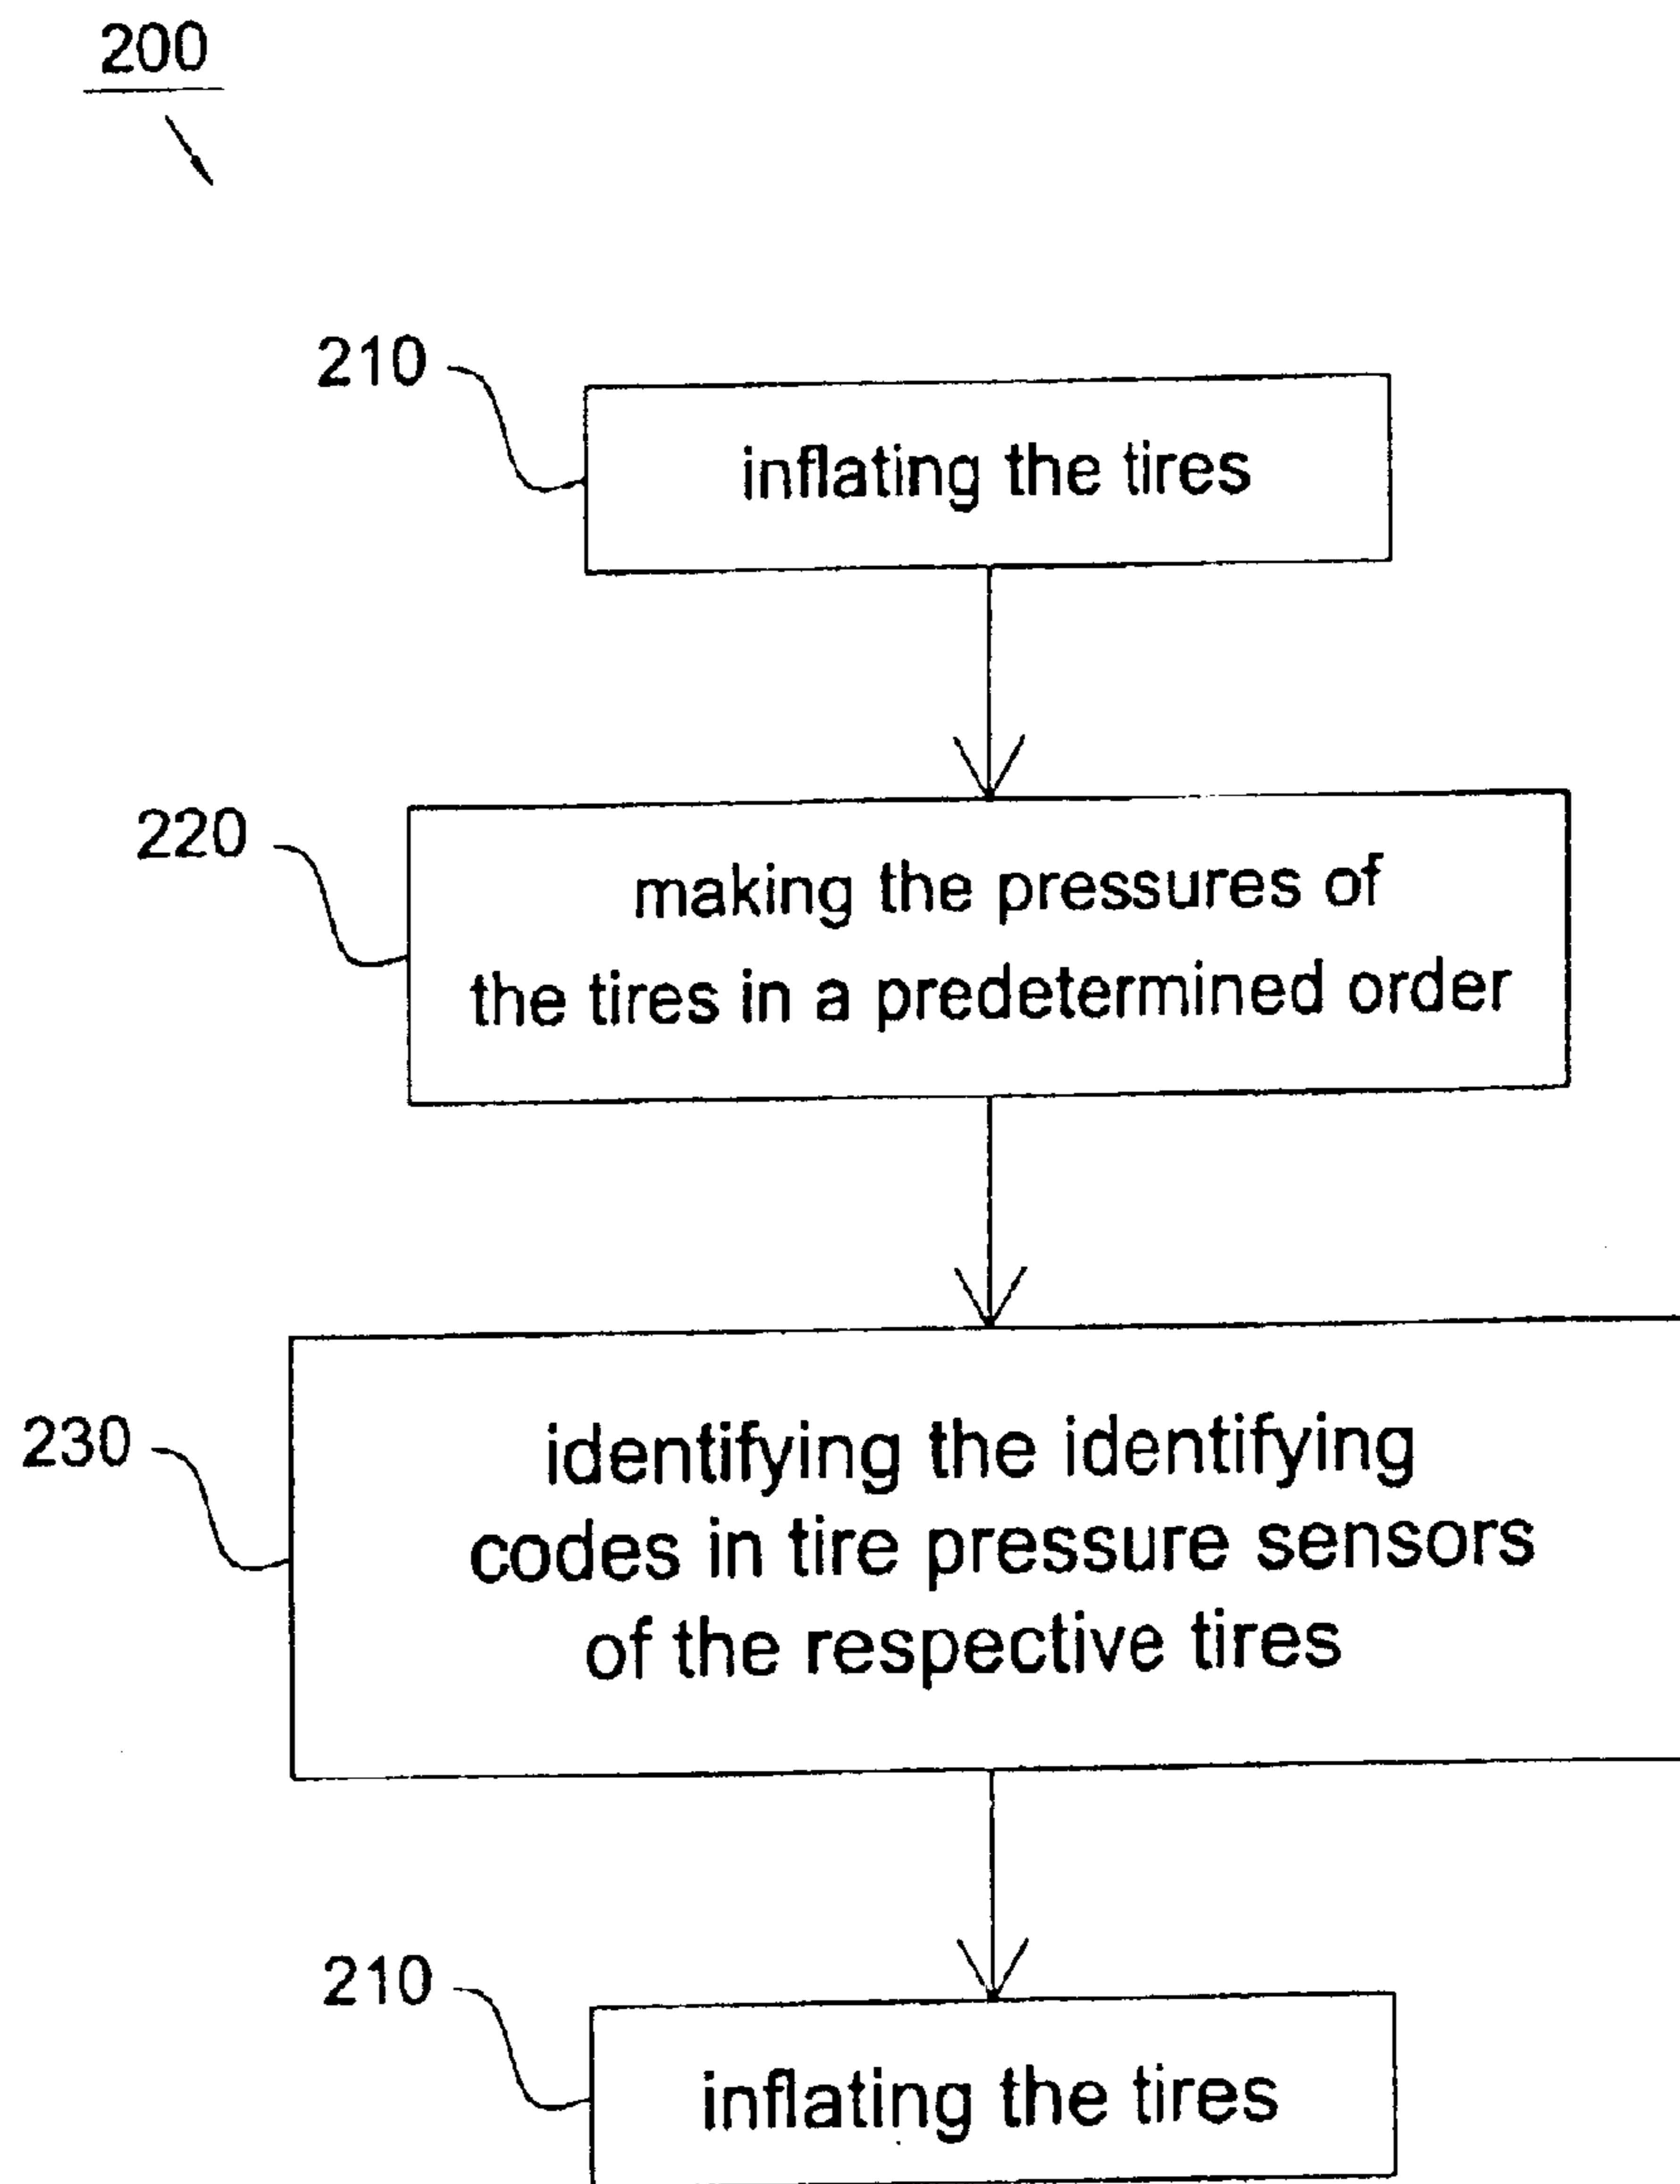 200
210
inflating the tires
220
making the pressures of
the tires in a predetermined order
230
identifying the identifying
codes in tire pressure sensors
of the respective tires
210
inflating the tires